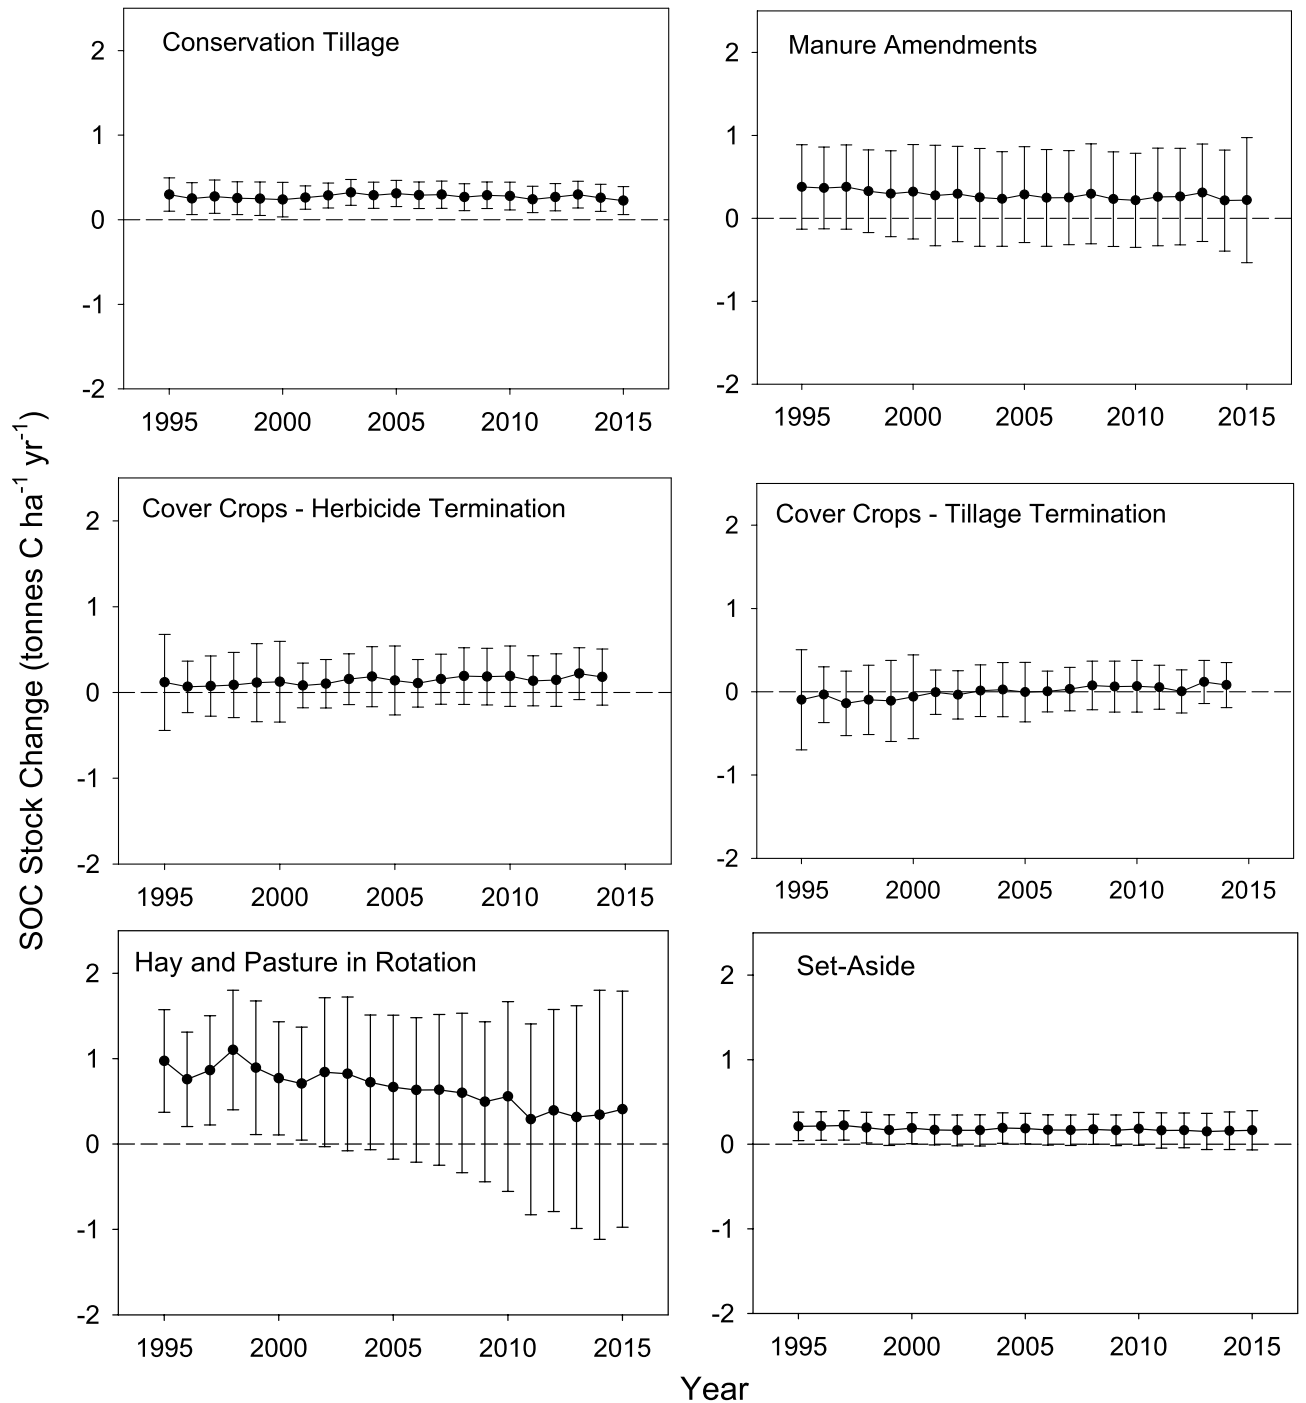 Conservation Tillage
2
1
0
-1
-2
1995 2000 2005 2010 2015
Manure Amendments
2
1
0
-1
-2
1995 2000 2005 2010 2015
SOC Stock Change (tonnes C ha-1 yr-1)
Cover Crops - Herbicide Termination
2
1
0
-1
-2
1995 2000 2005 2010 2015
Cover Crops - Tillage Termination
2
1
0
-1
-2
1995 2000 2005 2010 2015
Hay and Pasture in Rotation
2
1
0
-1
-2
1995 2000 2005 2010 2015
Set-Aside
2
1
0
-1
-2
1995 2000 2005 2010 2015
Year